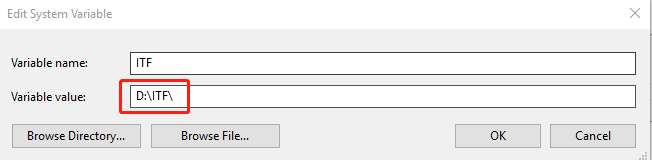 Edit System Variable
Variable name: ITF
Variable value: D:\ITF\
Browse Directory... Browse File... OK Cancel